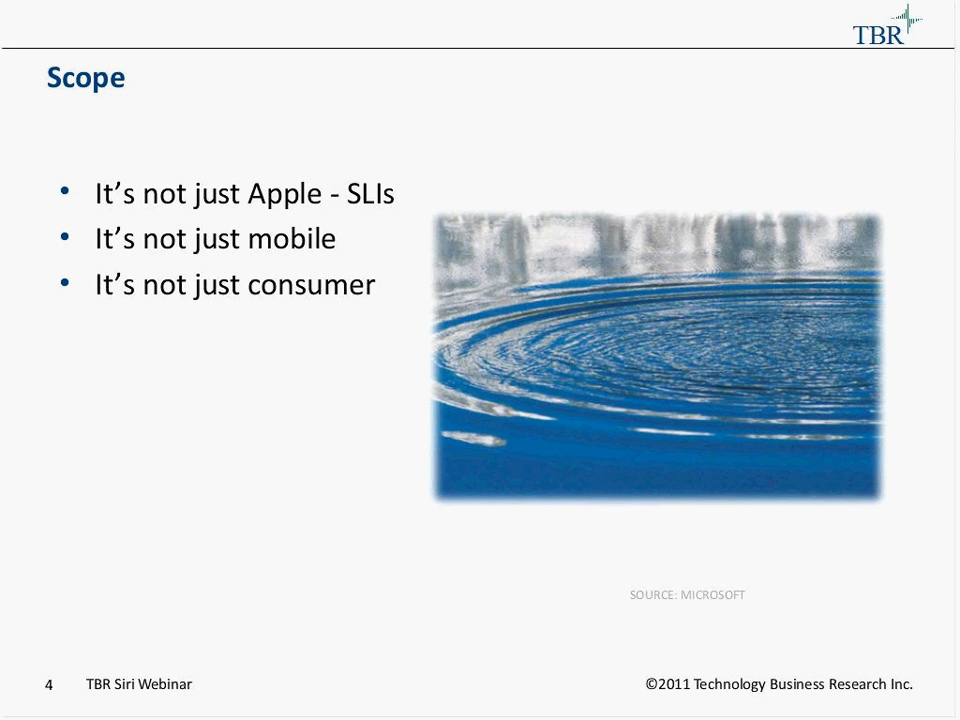 TBR
Scope
• It’s not just Apple - SLIs
• It’s not just mobile
• It’s not just consumer
SOURCE: MICROSOFT
4 TBR Siri Webinar ©2011 Technology Business Research Inc.